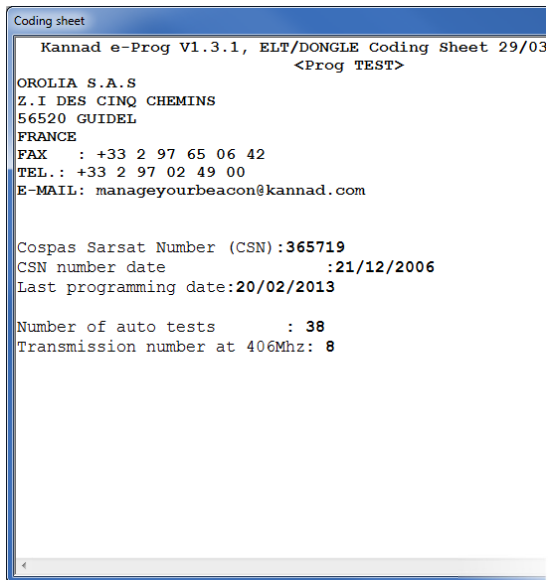 Coding sheet
Kannad e-Prog V1.3.1, ELT/DONGLE Coding Sheet 29/03
<Prog TEST>
OROLIA S.A.S
Z.I DES CINQ CHEMINS
56520 GUIDEL
FRANCE
FAX : +33 2 97 65 06 42
TEL.: +33 2 97 02 49 00
E-MAIL: manageyourbeacon@kannad.com
Cospas Sarsat Number (CSN):365719
CSN number date :21/12/2006
Last programming date:20/02/2013
Number of auto tests : 38
Transmission number at 406Mhz: 8